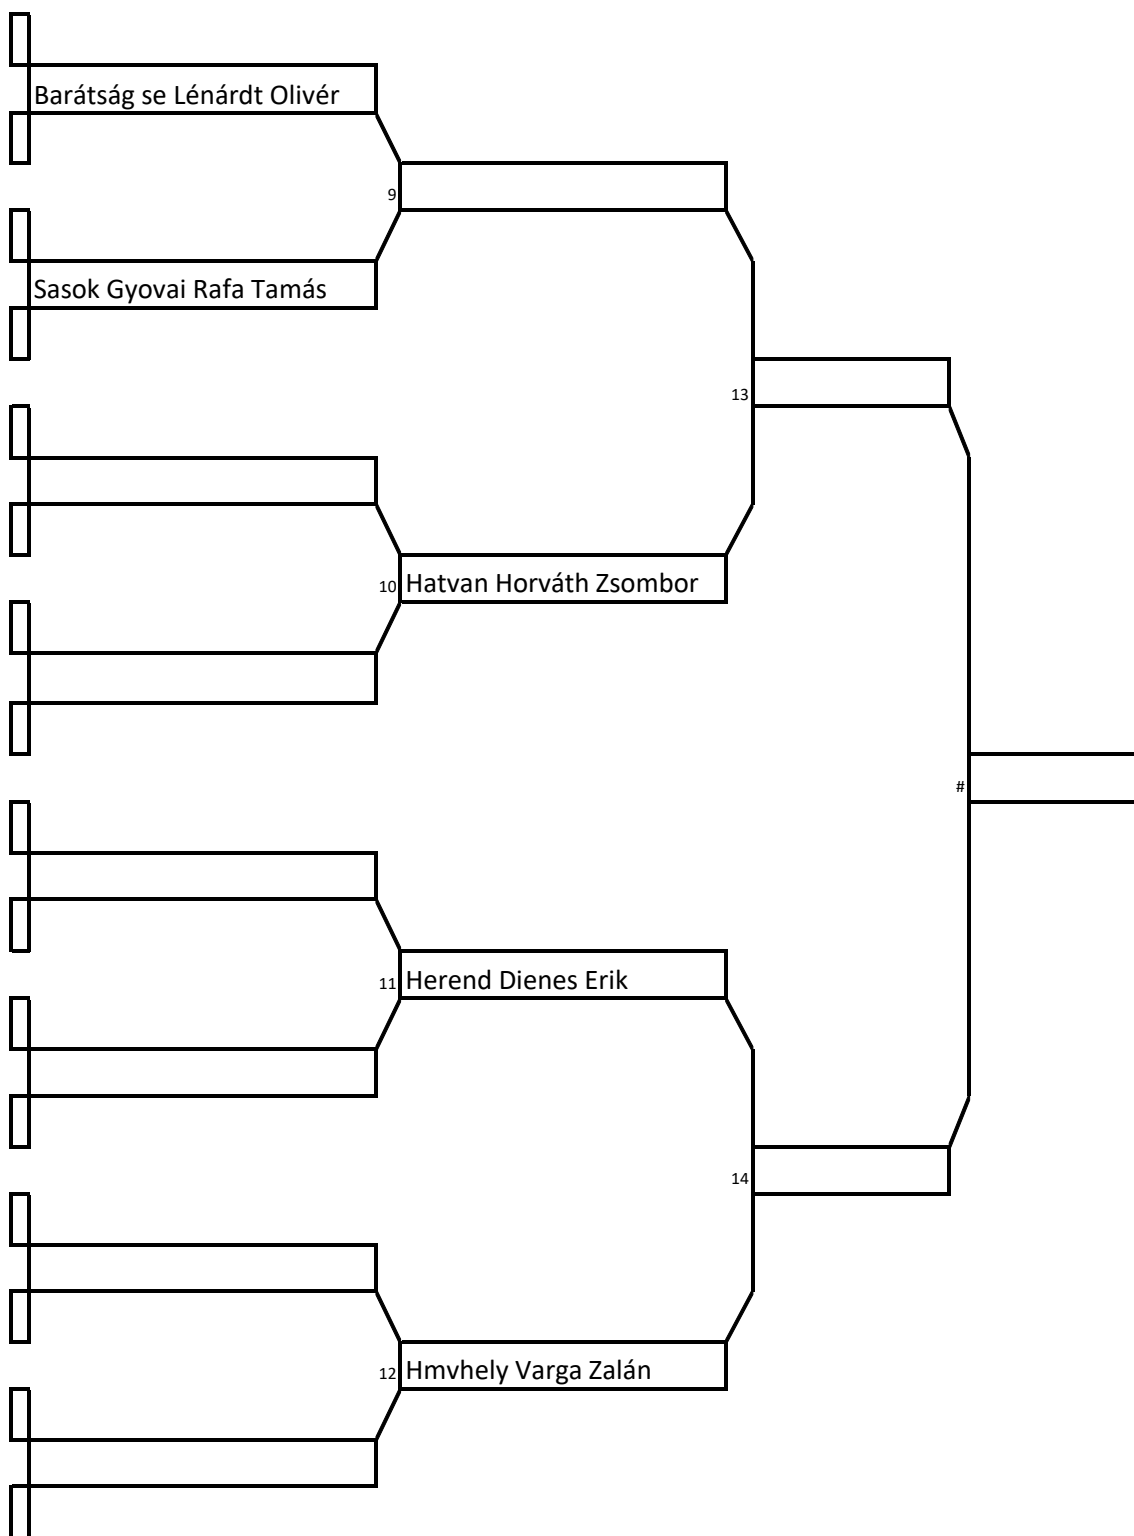 Barátság se Lénárdt Olivér
9
Sasok Gyovai Rafa Tamás
13
10 Hatvan Horváth Zsombor
#
11 Herend Dienes Erik
14
12 Hmvhely Varga Zalán